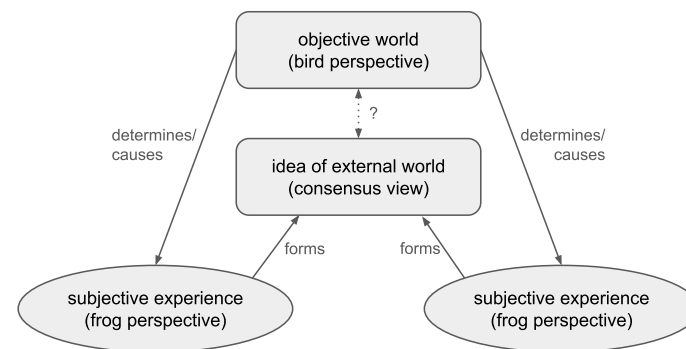 objective world
(bird perspective)
?
determines/
causes
determines/
causes
idea of external world
(consensus view)
forms
forms
subjective experience
(frog perspective)
subjective experience
(frog perspective)